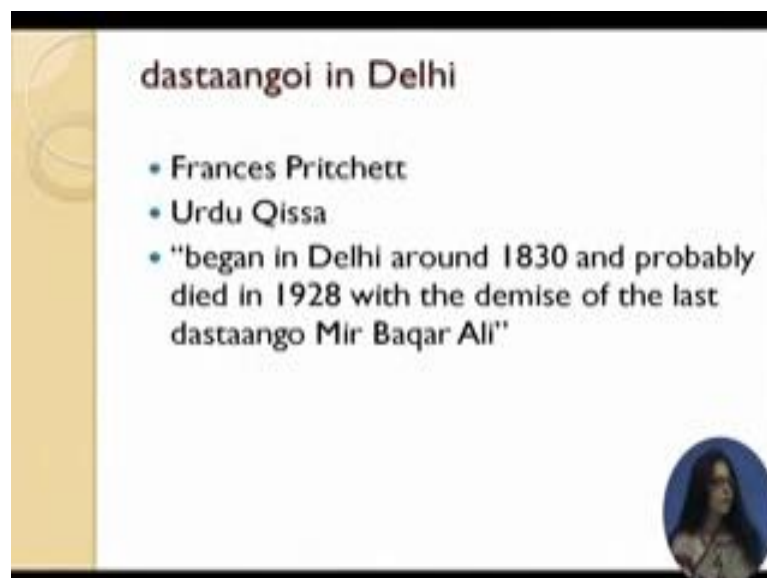 dastaangoi in Delhi
• Frances Pritchett
• Urdu Qissa
• “began in Delhi around 1830 and probably
died in 1928 with the demise of the last
dastaango Mir Baqar Ali”